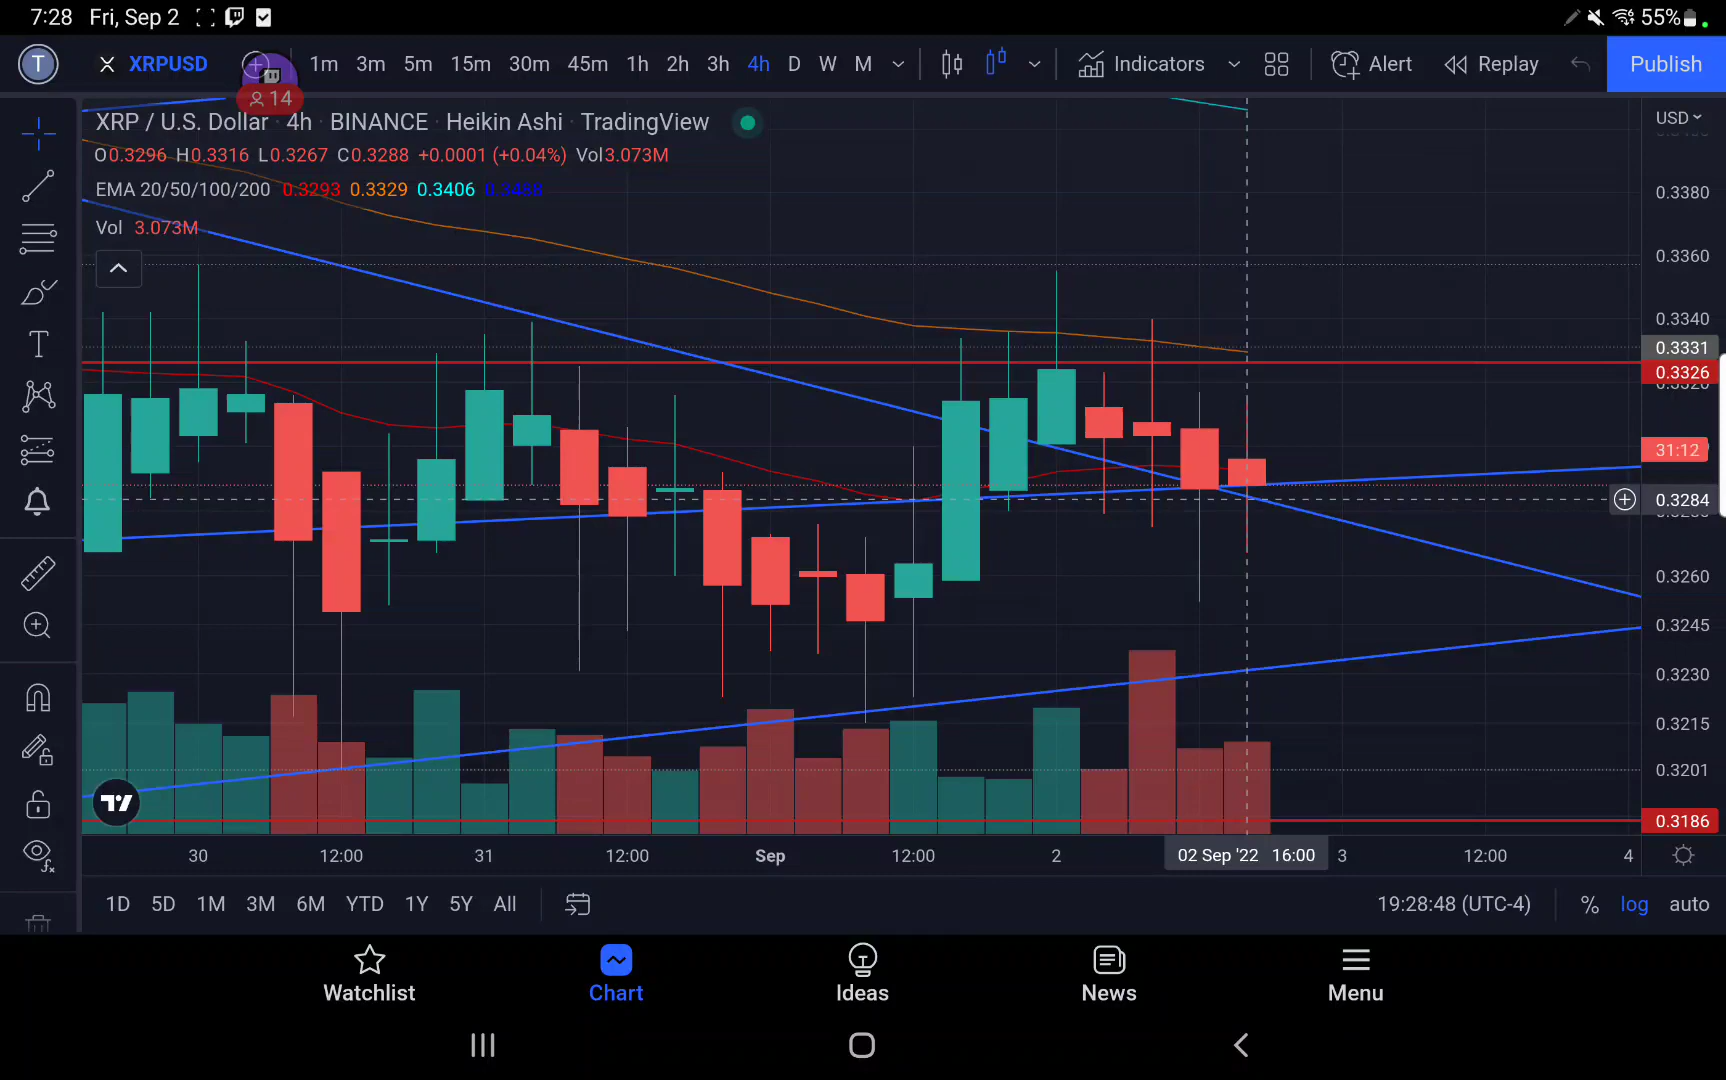 7:28 Fri, Sep 2 55%
T XRPUSD 1m 3m 5m 15m 30m 45m 1h 2h 3h 4h D W M Indicators Alert Replay Publish
14
XRP / U.S. Dollar · 4h · BINANCE · Heikin Ashi · TradingView
USD
O0.3296 H0.3316 L0.3267 C0.3288 +0.0001 (+0.04%) Vol3.073M
EMA 20/50/100/200 0.3293 0.3329 0.3406 0.3488
Vol 3.073M
0.3380
0.3360
0.3340
0.3331
0.3326
31:12
0.3284
0.3260
0.3245
0.3230
0.3215
0.3201
0.3186
30 12:00 31 12:00 Sep 12:00 2 02 Sep '22 16:00 3 12:00 4
1D 5D 1M 3M 6M YTD 1Y 5Y All 19:28:48 (UTC-4) % log auto
Watchlist Chart Ideas News Menu